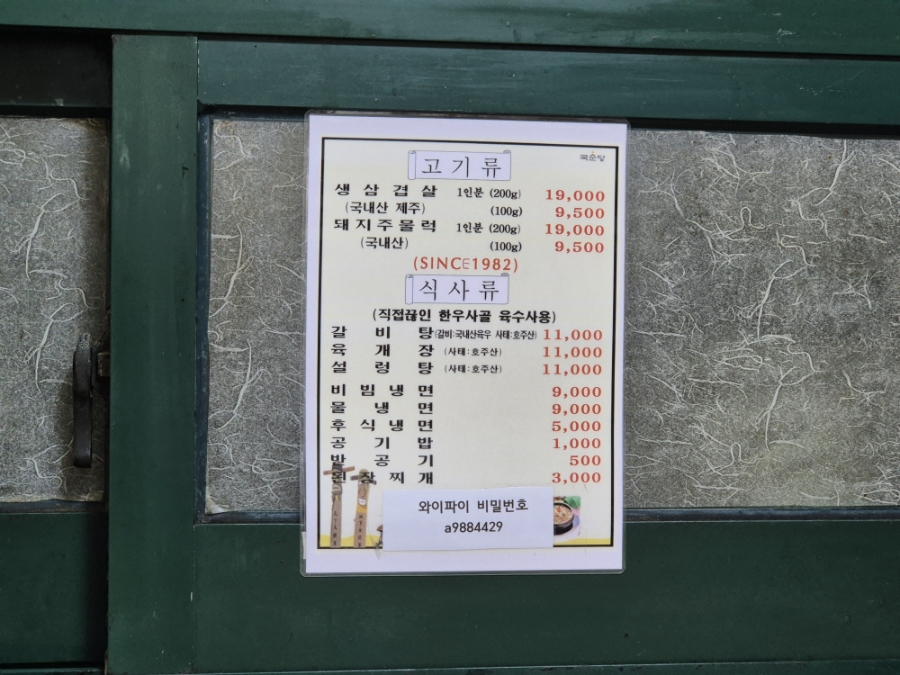 국순당
고기류
생삼겹살 1인분 (200g) 19,000
(국내산 제주) (100g) 9,500
돼지주물럭 1인분 (200g) 19,000
(국내산) (100g) 9,500
(SINCE1982)
식사류
(직접끊인 한우사골 육수사용)
갈비탕 (갈비:국내산육우 사태:호주산) 11,000
육개장 (사태:호주산) 11,000
설렁탕 (사태:호주산) 11,000
비빔냉면 9,000
물냉면 9,000
후식냉면 5,000
공기밥 1,000
반공기 500
된장찌개 3,000
와이파이 비밀번호
a9884429